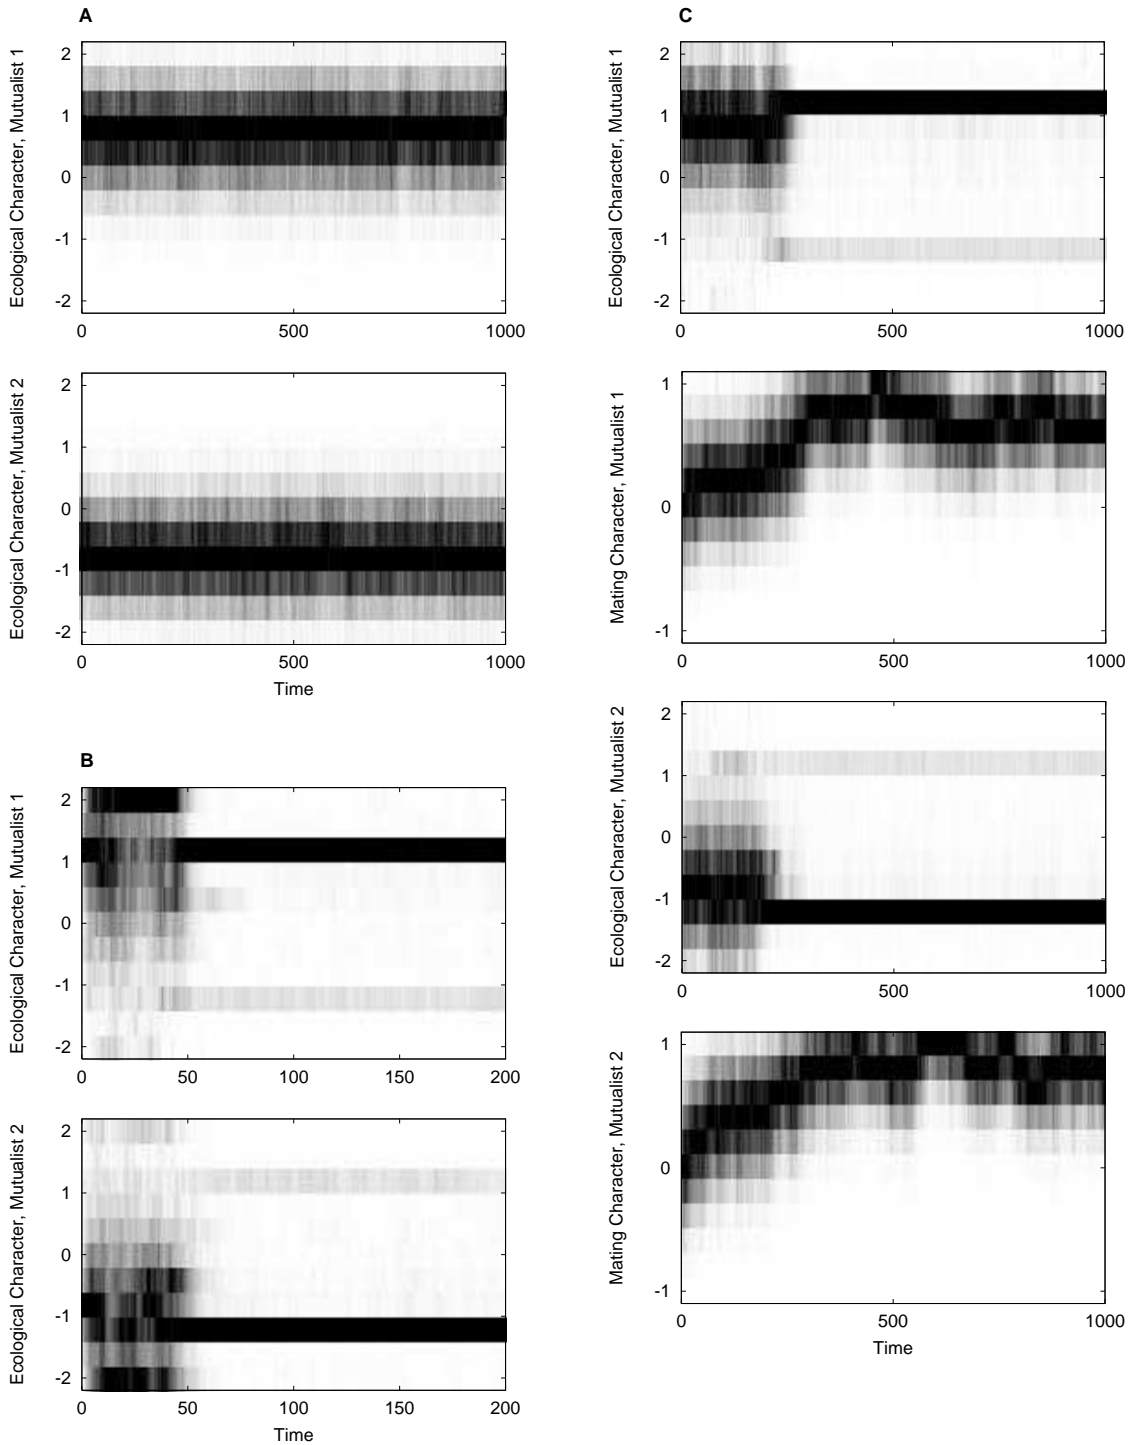 A
Ecological Character, Mutualist 1
2
1
0
-1
-2
0 500 1000
Ecological Character, Mutualist 2
2
1
0
-1
-2
0 500 1000
Time
B
Ecological Character, Mutualist 1
2
1
0
-1
-2
0 50 100 150 200
Ecological Character, Mutualist 2
2
1
0
-1
-2
0 50 100 150 200
Time
C
Ecological Character, Mutualist 1
2
1
0
-1
-2
0 500 1000
Mating Character, Mutualist 1
1
0
-1
0 500 1000
Ecological Character, Mutualist 2
2
1
0
-1
-2
0 500 1000
Mating Character, Mutualist 2
1
0
-1
0 500 1000
Time